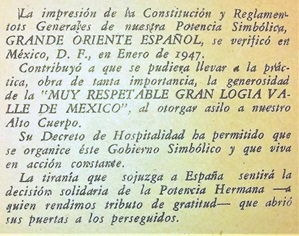 La impresión de la Constitución y Reglamen-
tots Generales de nuestra Potencia Simbólica,
GRANDE ORIENTE ESPAÑOL, se verificó en
México, D. F., en Enero de 1947.
Contribuyó a que se pudiera llevar a la prác-
tica, obra de tanta importancia, la generosidad
de la "MUY RESPETABLE GRAN LOGIA VA-
LLE DE MEXICO", al otorgar asilo a nuestro
Alto Cuerpo.
Su Decreto de Hospitalidad ha permitido que
se organice éste Gobierno Simbólico y que viva
en acción constante.
La tiranía que sojuzga a España sentirá la
decisión solidaria de la Potencia Hermana —a
quien rendimos tributo de gratitud— que abrió
sus puertas a los perseguidos.